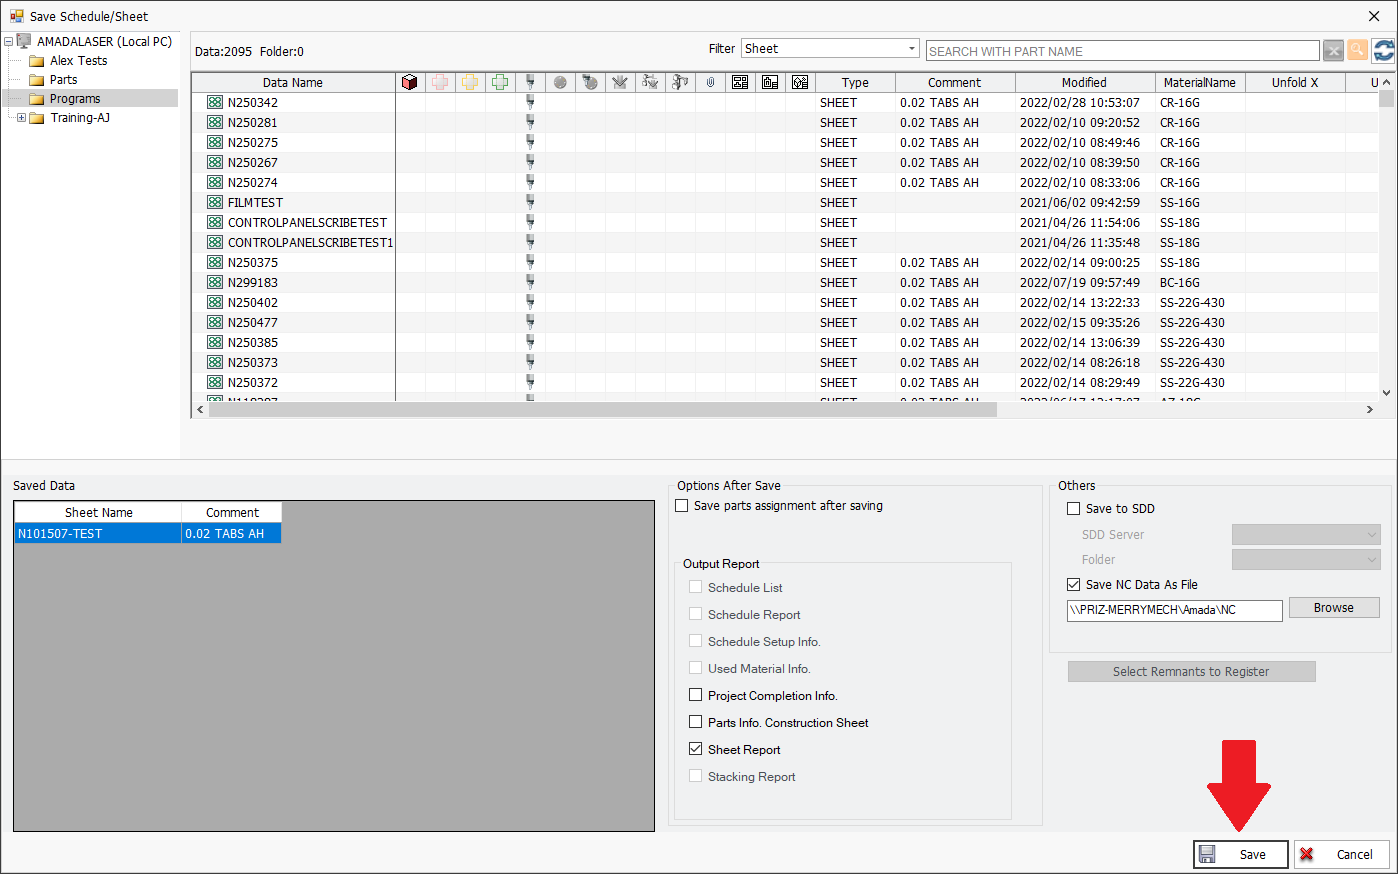 Save Schedule/Sheet
AMADALASER (Local PC)
Alex Tests
Parts
Programs
Training-AJ
Data:2095 Folder:0
Filter Sheet SEARCH WITH PART NAME
Data Name Type Comment Modified MaterialName Unfold X U
N250342 SHEET 0.02 TABS AH 2022/02/28 10:53:07 CR-16G
N250281 SHEET 0.02 TABS AH 2022/02/10 09:20:52 CR-16G
N250275 SHEET 0.02 TABS AH 2022/02/10 08:49:46 CR-16G
N250267 SHEET 0.02 TABS AH 2022/02/10 08:39:50 CR-16G
N250274 SHEET 0.02 TABS AH 2022/02/10 08:33:06 CR-16G
FILMTEST SHEET 2021/06/02 09:42:59 SS-16G
CONTROLPANELSCRIBETEST SHEET 2021/04/26 11:54:06 SS-18G
CONTROLPANELSCRIBETEST1 SHEET 2021/04/26 11:35:48 SS-18G
N250375 SHEET 0.02 TABS AH 2022/02/14 09:00:25 SS-18G
N299183 SHEET 0.02 TABS AH 2022/07/19 09:57:49 BC-16G
N250402 SHEET 0.02 TABS AH 2022/02/14 13:22:33 SS-22G-430
N250477 SHEET 0.02 TABS AH 2022/02/15 09:35:26 SS-22G-430
N250385 SHEET 0.02 TABS AH 2022/02/14 13:06:39 SS-22G-430
N250373 SHEET 0.02 TABS AH 2022/02/14 08:26:18 SS-22G-430
N250372 SHEET 0.02 TABS AH 2022/02/14 08:29:49 SS-22G-430
SHEET 0.02 TABS AH
Saved Data
Sheet Name Comment
N101507-TEST 0.02 TABS AH
Options After Save
Save parts assignment after saving
Output Report
Schedule List
Schedule Report
Schedule Setup Info.
Used Material Info.
Project Completion Info.
Parts Info. Construction Sheet
Sheet Report
Stacking Report
Others
Save to SDD
SDD Server
Folder
Save NC Data As File
\\PRIZ-MERRYMECH\Amada\NC Browse
Select Remnants to Register
Save Cancel